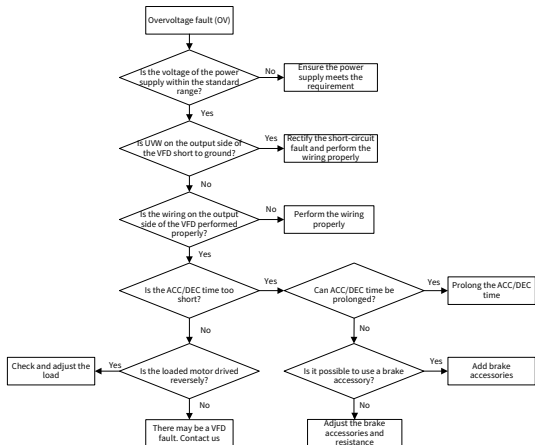 Overvoltage fault (OV)
Is the voltage of the power
supply within the standard
range?
No
Ensure the power
supply meets the
requirement
Yes
Is UVW on the output side of
the VFD short to ground?
Yes
Rectify the short-circuit
fault and perform the
wiring properly
No
Is the wiring on the output
side of the VFD performed
properly?
No
Perform the wiring
properly
Yes
Is the ACC/DEC time too
short?
Yes
Can ACC/DEC time be
prolonged?
Yes
Prolong the ACC/DEC
time
No
No
Check and adjust the
load
Yes
Is the loaded motor drived
reversely?
Is it possible to use a brake
accessory?
Yes
Add brake
accessories
No
No
There may be a VFD
fault. Contact us
Adjust the brake
accessories and
resistance